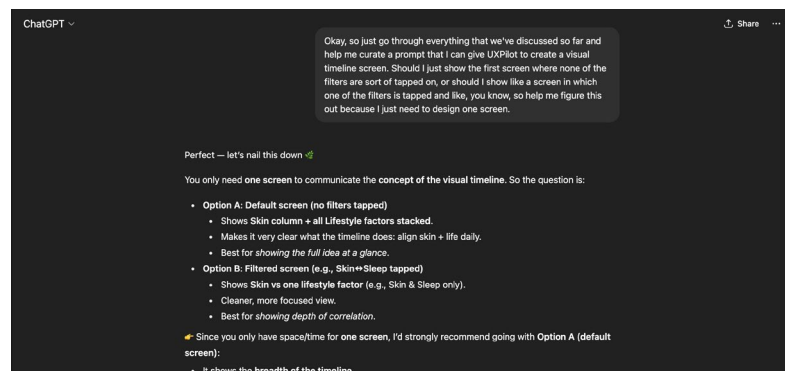 ChatGPT
Share
Okay, so just go through everything that we've discussed so far and
help me curate a prompt that I can give UXPilot to create a visual
timeline screen. Should I just show the first screen where none of the
filters are sort of tapped on, or should I show like a screen in which
one of the filters is tapped and like, you know, so help me figure this
out because I just need to design one screen.
Perfect — let's nail this down 🌿
You only need one screen to communicate the concept of the visual timeline. So the question is:
• Option A: Default screen (no filters tapped)
• Shows Skin column + all Lifestyle factors stacked.
• Makes it very clear what the timeline does: align skin + life daily.
• Best for showing the full idea at a glance.
• Option B: Filtered screen (e.g., Skin↔Sleep tapped)
• Shows Skin vs one lifestyle factor (e.g., Skin & Sleep only).
• Cleaner, more focused view.
• Best for showing depth of correlation.
👉 Since you only have space/time for one screen, I'd strongly recommend going with Option A (default
screen):
• It shows the breadth of the timeline.